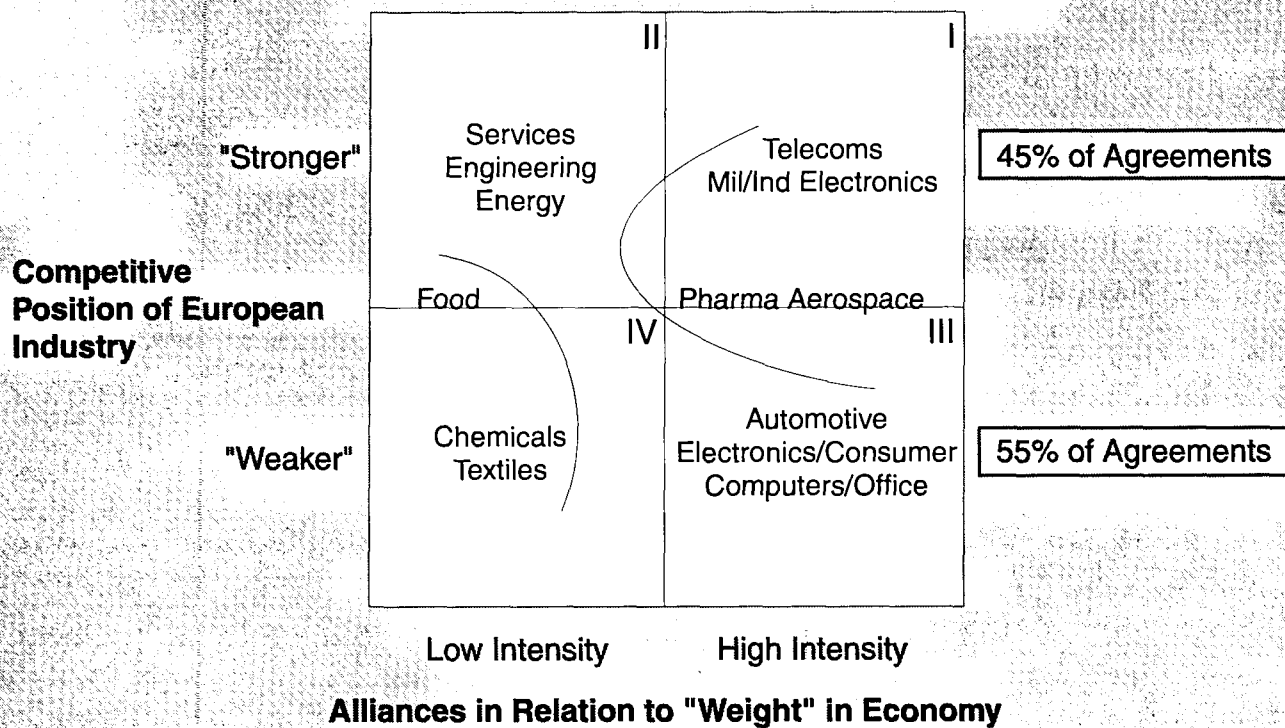 II
I
"Stronger"
Services
Engineering
Energy
Telecoms
Mil/Ind Electronics
45% of Agreements
Competitive
Position of European
Industry
Food
Pharma Aerospace
IV
III
"Weaker"
Chemicals
Textiles
Automotive
Electronics/Consumer
Computers/Office
55% of Agreements
Low Intensity
High Intensity
Alliances in Relation to "Weight" in Economy